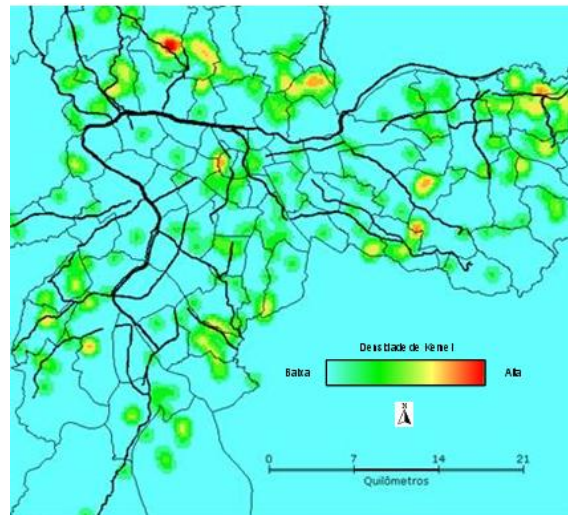 Densidade de Kernel
Baixa
Alta
N
0
7
14
21
Quilômetros